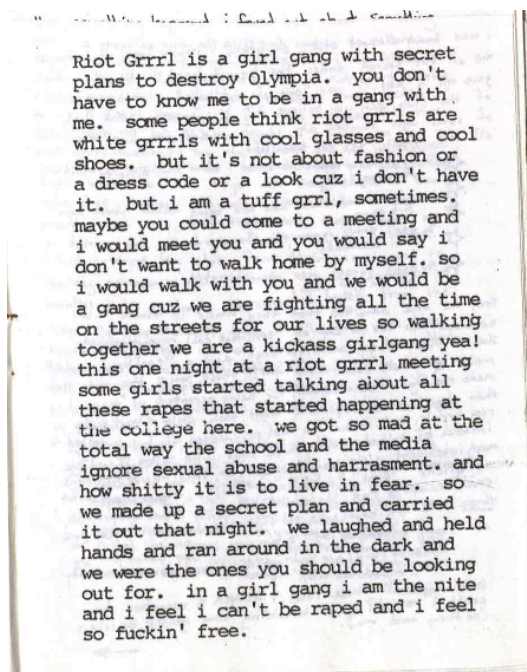 i found out about something
Riot Grrrl is a girl gang with secret
plans to destroy Olympia.  you don't
have to know me to be in a gang with
me.  some people think riot grrls are
white grrrls with cool glasses and cool
shoes.  but it's not about fashion or
a dress code or a look cuz i don't have
it.  but i am a tuff grrl, sometimes.
maybe you could come to a meeting and
i would meet you and you would say i
don't want to walk home by myself. so
i would walk with you and we would be
a gang cuz we are fighting all the time
on the streets for our lives so walking
together we are a kickass girlgang yea!
this one night at a riot grrrl meeting
some girls started talking about all
these rapes that started happening at
the college here.  we got so mad at the
total way the school and the media
ignore sexual abuse and harrasment. and
how shitty it is to live in fear.  so
we made up a secret plan and carried
it out that night.  we laughed and held
hands and ran around in the dark and
we were the ones you should be looking
out for.  in a girl gang i am the nite
and i feel i can't be raped and i feel
so fuckin' free.